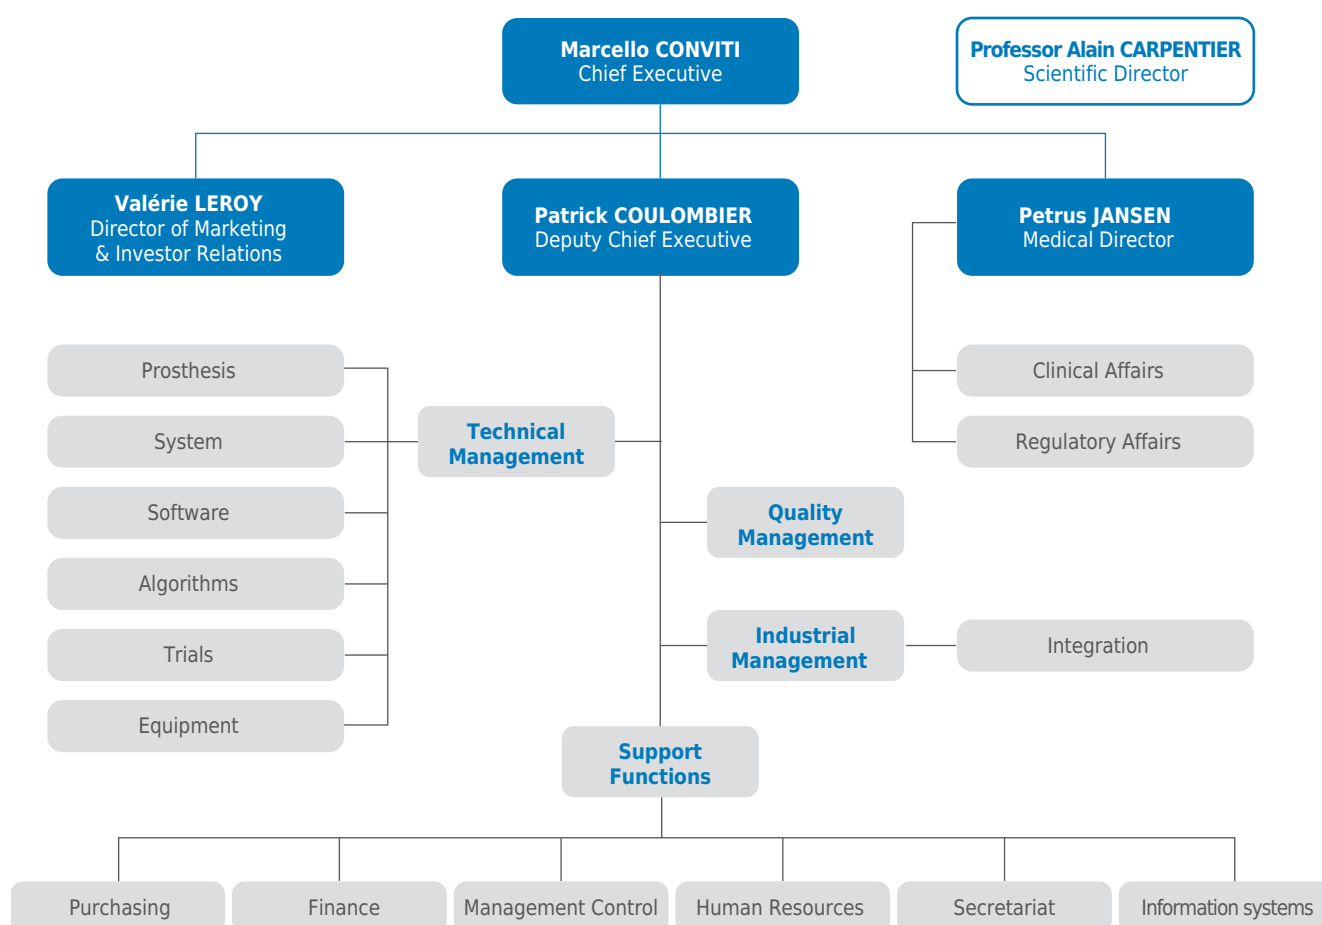 Marcello CONVITI
Chief Executive
Professor Alain CARPENTIER
Scientific Director
Valérie LEROY
Director of Marketing
& Investor Relations
Patrick COULOMBIER
Deputy Chief Executive
Petrus JANSEN
Medical Director
Prosthesis
System
Software
Algorithms
Trials
Equipment
Technical
Management
Clinical Affairs
Regulatory Affairs
Quality
Management
Industrial
Management
Integration
Support
Functions
Purchasing
Finance
Management Control
Human Resources
Secretariat
Information systems